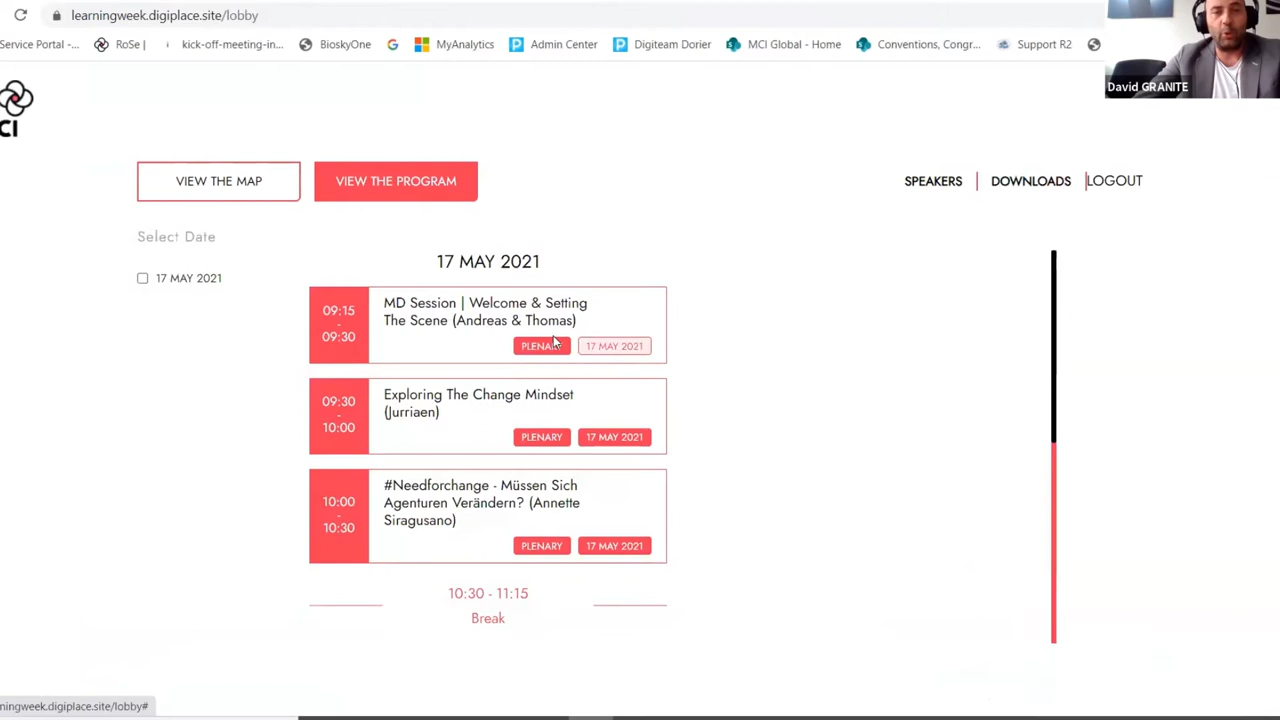 learningweek.digiplace.site/lobby
Service Portal -... RoSe | kick-off-meeting-in... BioskyOne MyAnalytics Admin Center Digiteam Dorier MCI Global - Home Conventions, Congr... Support R2
David GRANITE
CI
VIEW THE MAP VIEW THE PROGRAM SPEAKERS DOWNLOADS LOGOUT
Select Date
17 MAY 2021
17 MAY 2021
09:15
-
09:30
MD Session | Welcome & Setting
The Scene (Andreas & Thomas)
PLENARY 17 MAY 2021
09:30
-
10:00
Exploring The Change Mindset
(Jurriaen)
PLENARY 17 MAY 2021
10:00
-
10:30
#Needforchange - Müssen Sich
Agenturen Verändern? (Annette
Siragusano)
PLENARY 17 MAY 2021
10:30 - 11:15
Break
ningweek.digiplace.site/lobby#